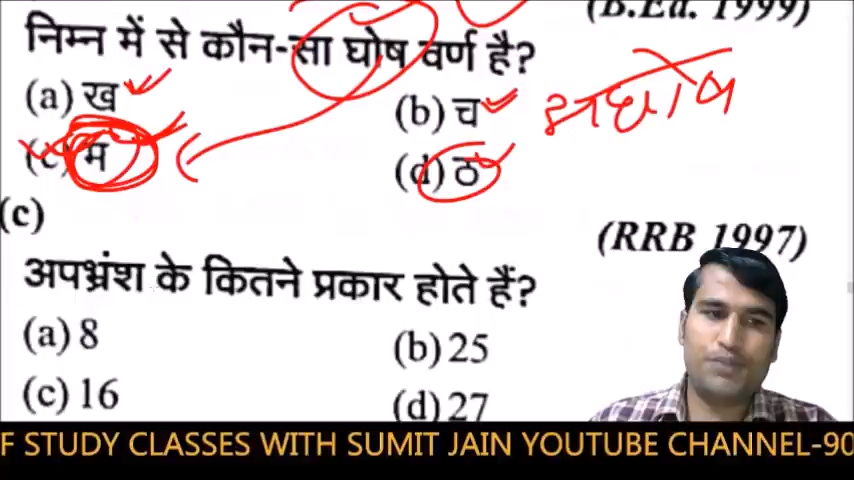 (B.Ed. 1999)
निम्न में से कौन-सा घोष वर्ण है?
(a) ख
(b) च
अघोष
(c) म
(d) ठ
(c)
(RRB 1997)
अपभ्रंश के कितने प्रकार होते हैं?
(a) 8
(b) 25
(c) 16
(d) 27
F STUDY CLASSES WITH SUMIT JAIN YOUTUBE CHANNEL-90